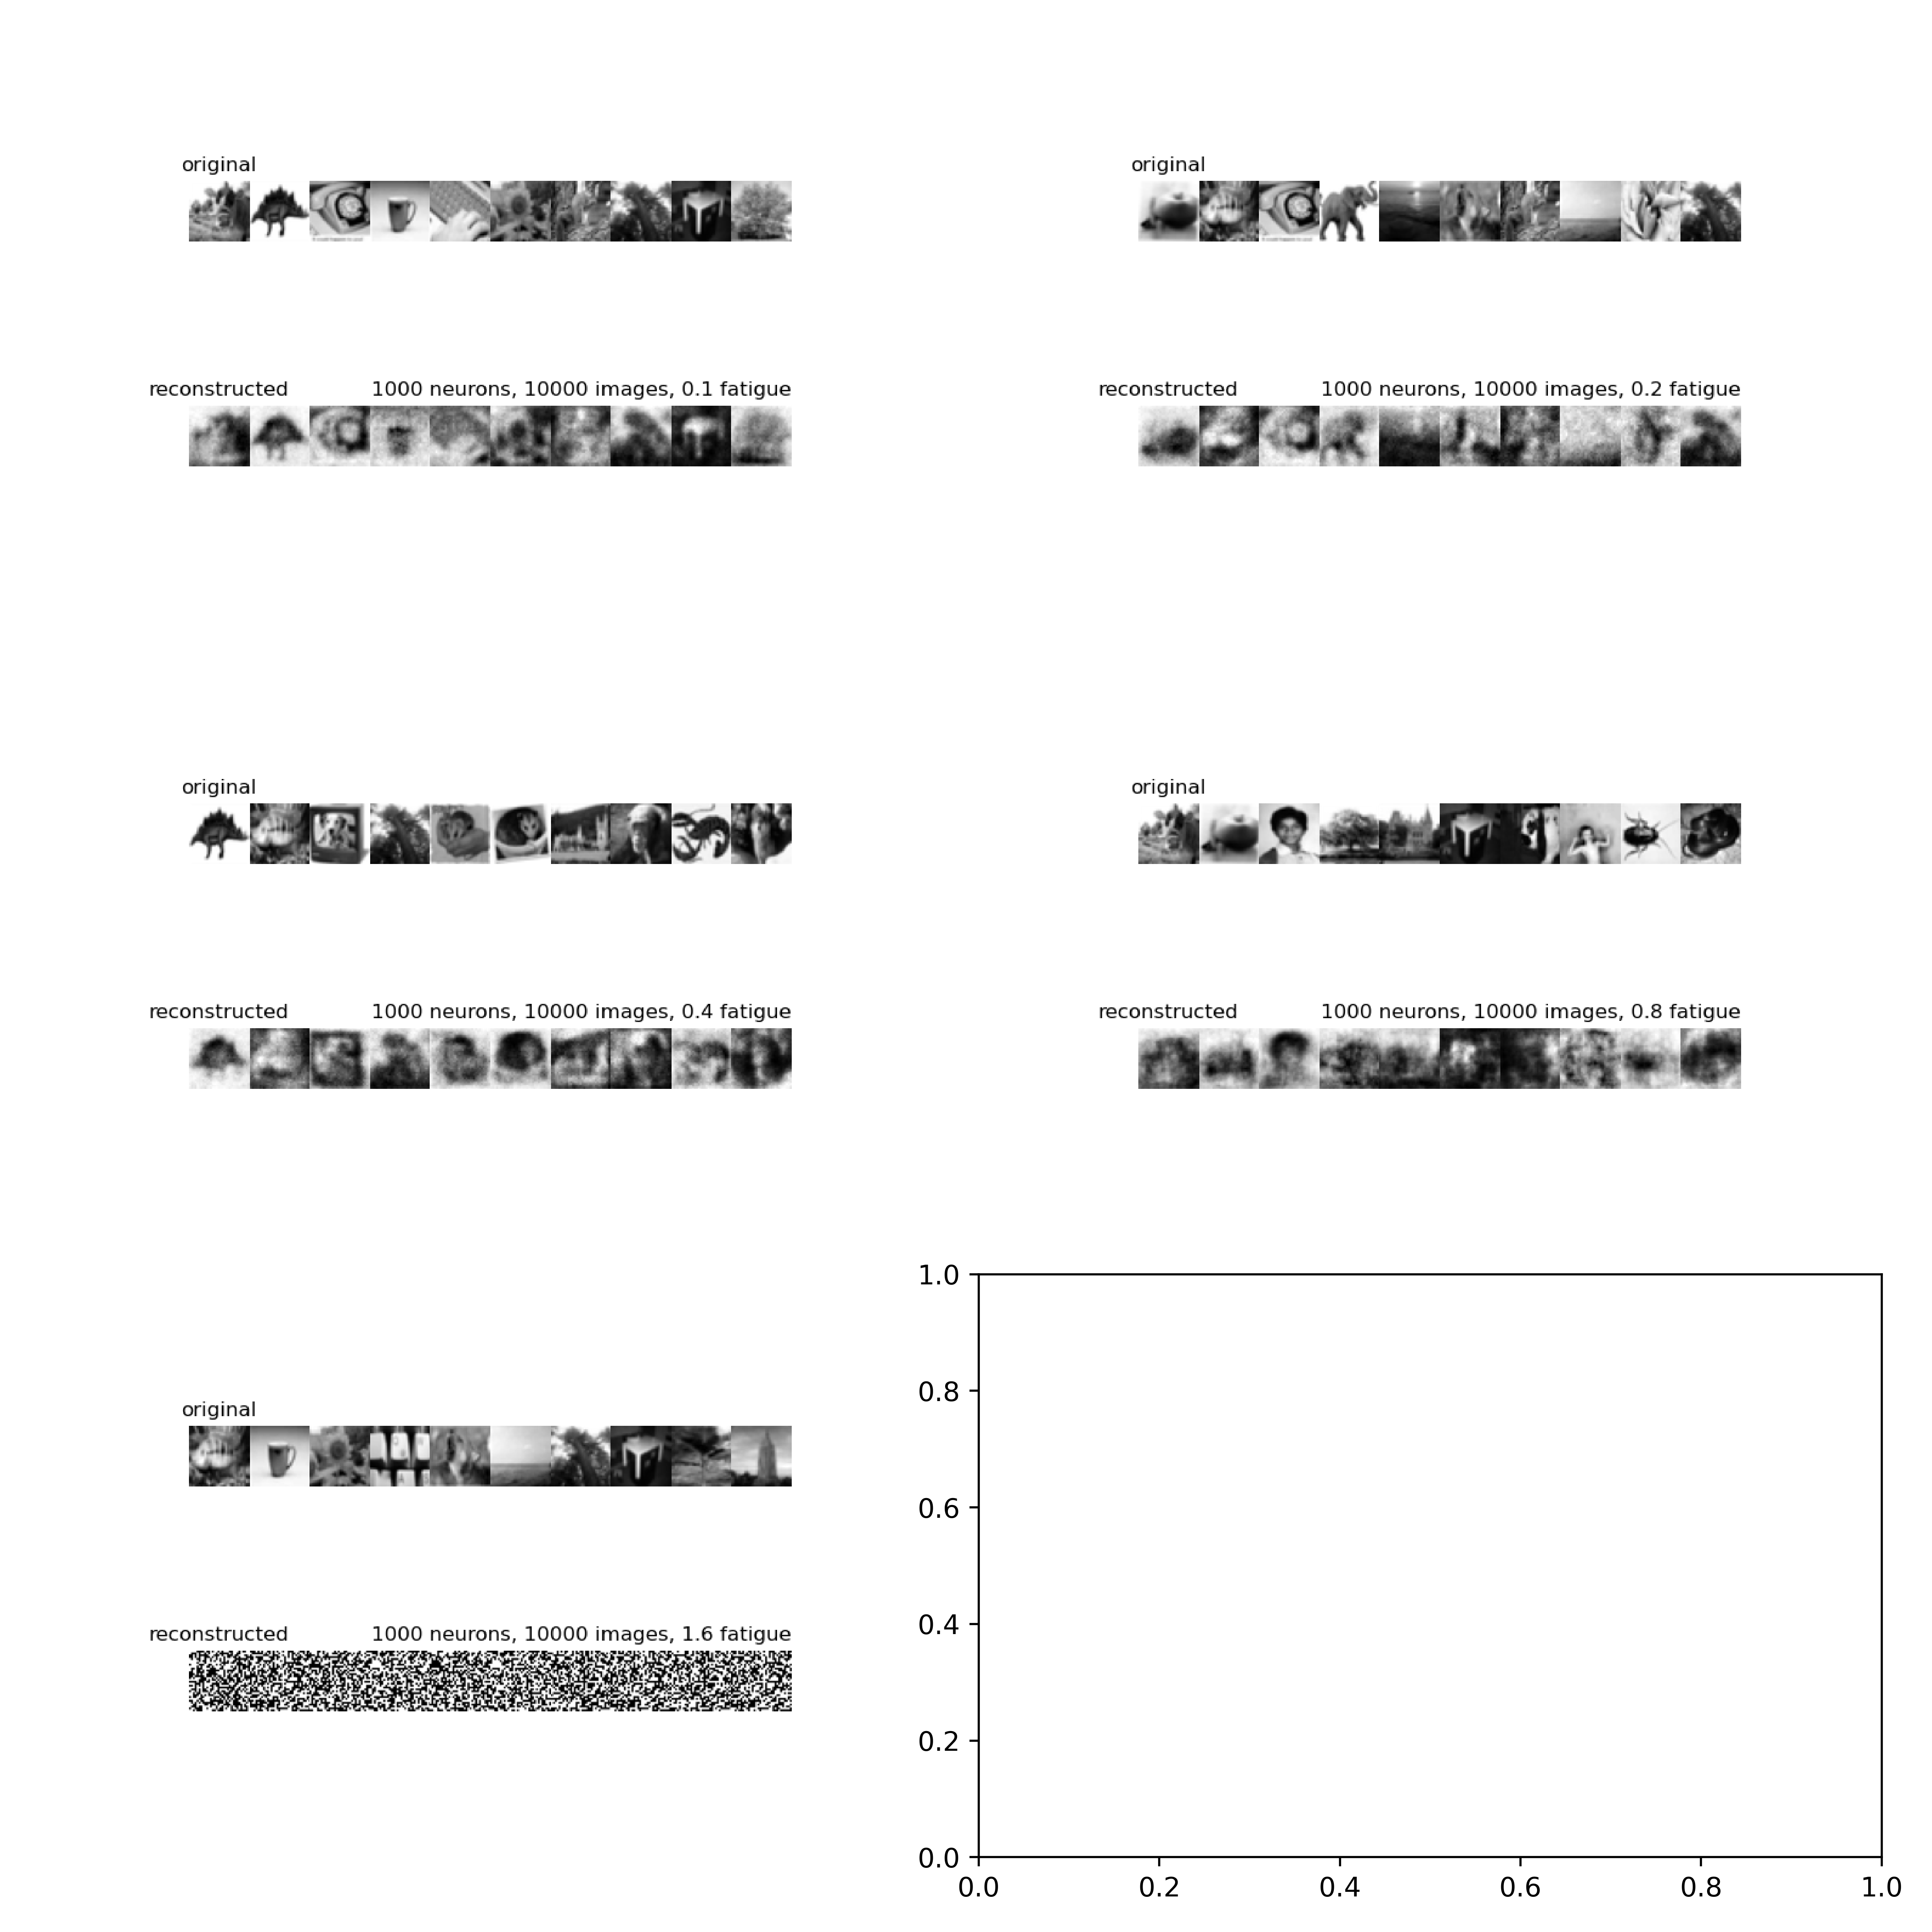 original
original
reconstructed 1000 neurons, 10000 images, 0.1 fatigue
reconstructed 1000 neurons, 10000 images, 0.2 fatigue
original
original
reconstructed 1000 neurons, 10000 images, 0.4 fatigue
reconstructed 1000 neurons, 10000 images, 0.8 fatigue
original
reconstructed 1000 neurons, 10000 images, 1.6 fatigue
1.0
0.8
0.6
0.4
0.2
0.0
0.0 0.2 0.4 0.6 0.8 1.0